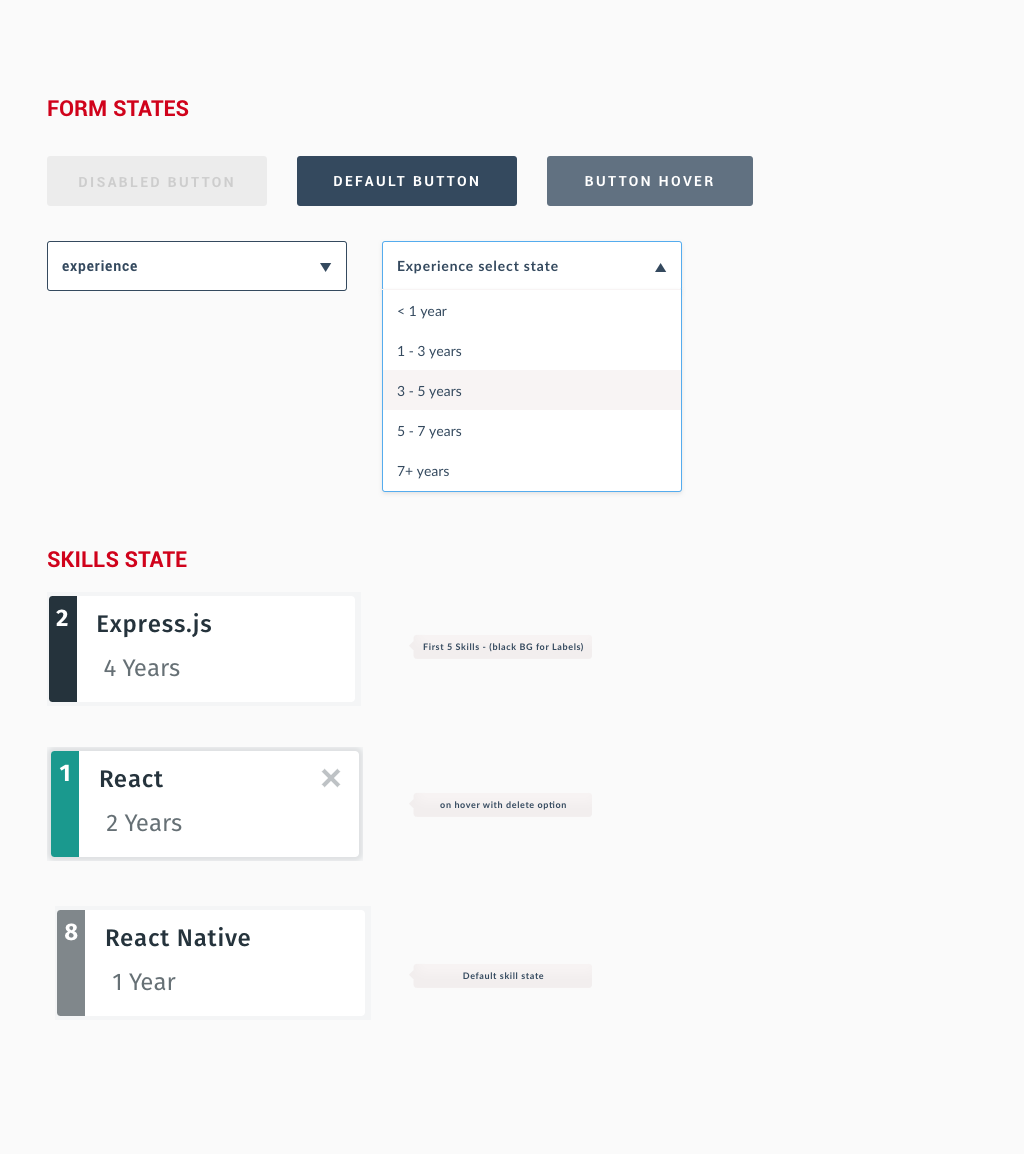 FORM STATES
DISABLED BUTTON
DEFAULT BUTTON
BUTTON HOVER
experience
Experience select state
< 1 year
1 - 3 years
3 - 5 years
5 - 7 years
7+ years
SKILLS STATE
2
Express.js
4 Years
First 5 Skills - (black BG for Labels)
1
React
2 Years
on hover with delete option
8
React Native
1 Year
Default skill state